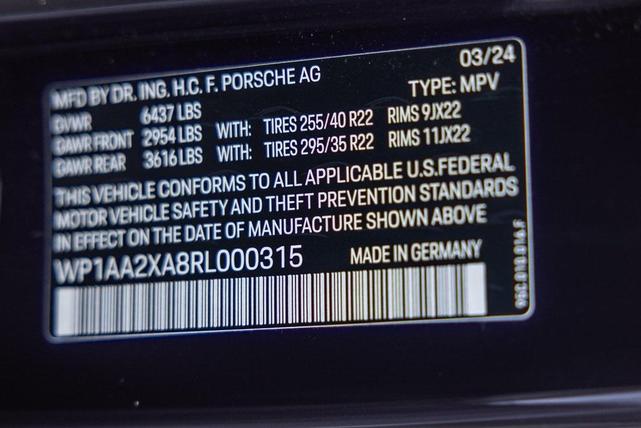 MFD BY DR. ING. H.C. F. PORSCHE AG 03/24
GVWR 6437 LBS TYPE: MPV
GAWR FRONT 2954 LBS WITH: TIRES 255/40 R22 RIMS 9JX22
GAWR REAR 3616 LBS WITH: TIRES 295/35 R22 RIMS 11JX22
THIS VEHICLE CONFORMS TO ALL APPLICABLE U.S.FEDERAL
MOTOR VEHICLE SAFETY AND THEFT PREVENTION STANDARDS
IN EFFECT ON THE DATE OF MANUFACTURE SHOWN ABOVE
WP1AA2XA8RL000315 MADE IN GERMANY